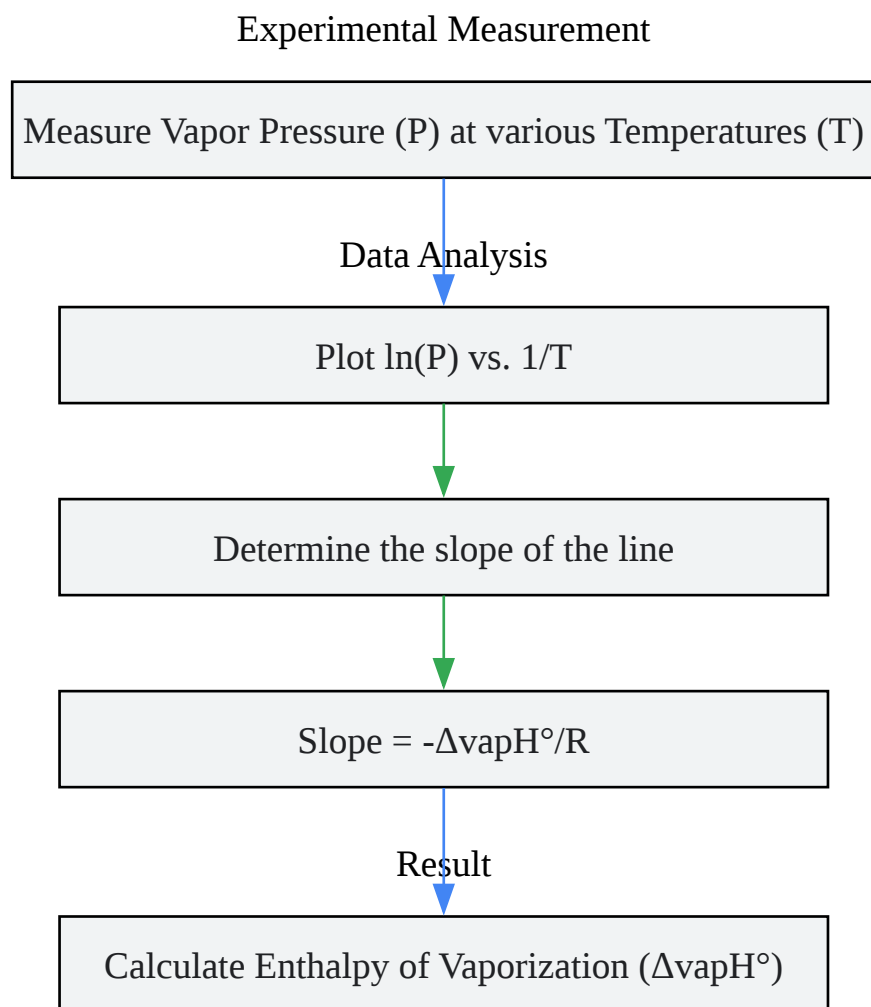 Experimental Measurement
Measure Vapor Pressure (P) at various Temperatures (T)
Data Analysis
Plot ln(P) vs. 1/T
Determine the slope of the line
Slope = -ΔvapH°/R
Result
Calculate Enthalpy of Vaporization (ΔvapH°)